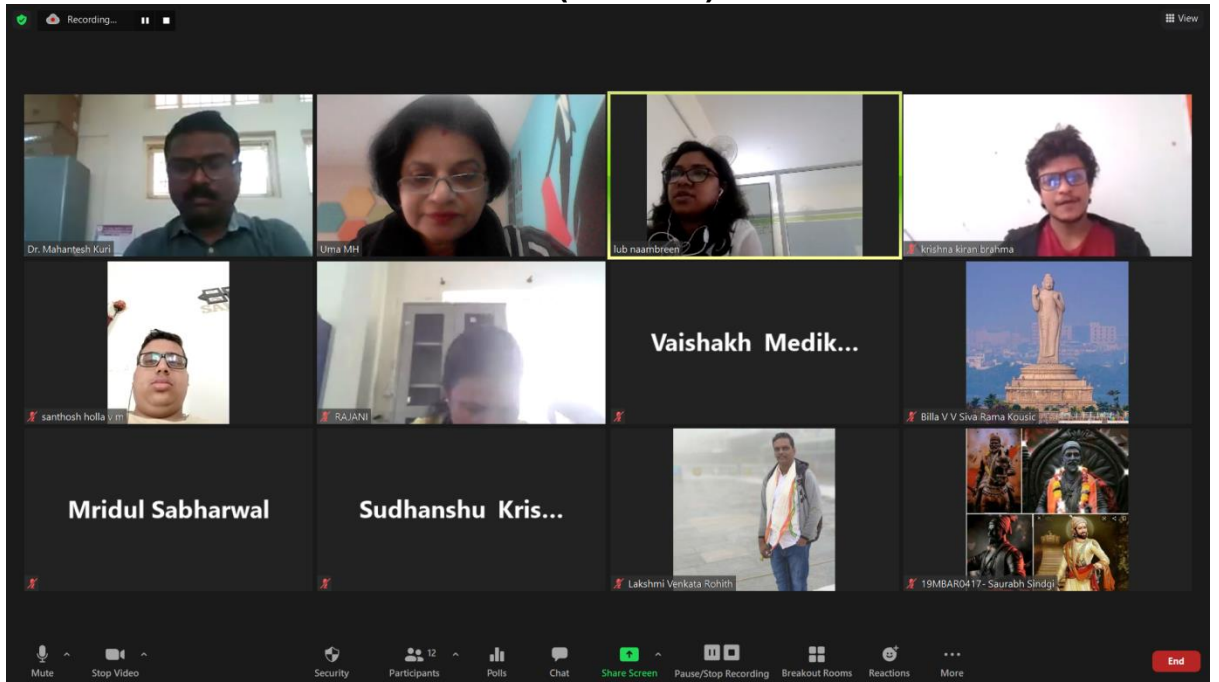 Recording...
View
Dr. Mahantesh Kuri
Uma MH
lub naambreen
krishna kiran brahma
santhosh holla v m
RAJANI
Vaishakh Medik...
Billa V V Siva Rama Kousic
Mridul Sabharwal
Sudhanshu Kris...
Lakshmi Venkata Rohith
19MBAR0417- Saurabh Sindgi
Mute
Stop Video
Security
Participants 12
Polls
Chat
Share Screen
Pause/Stop Recording
Breakout Rooms
Reactions
More
End